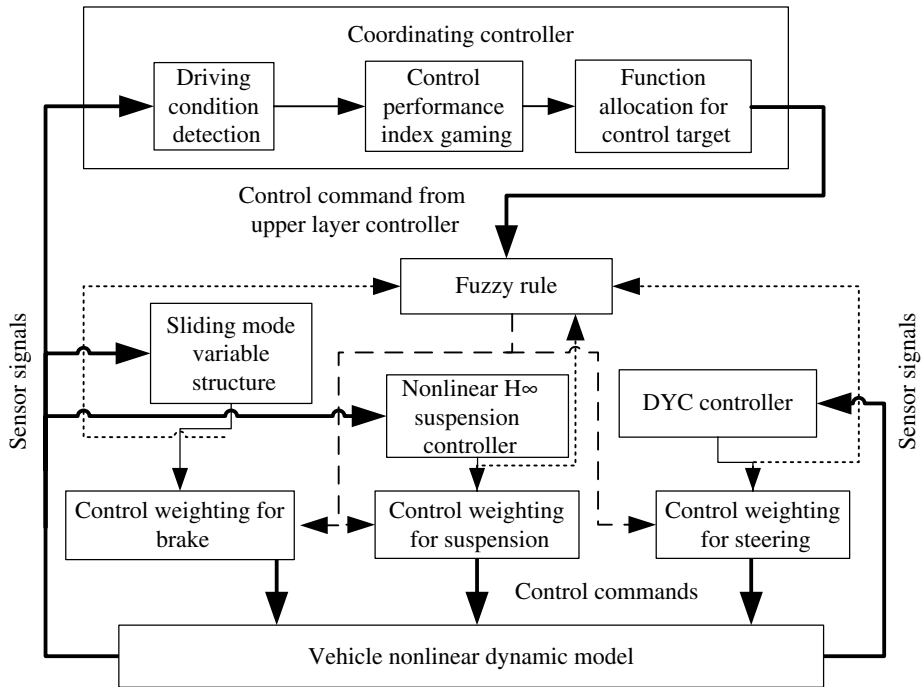 Coordinating controller
Driving
condition
detection
Control
performance
index gaming
Function
allocation for
control target
Control command from
upper layer controller
Fuzzy rule
Sliding mode
variable
structure
Nonlinear H∞
suspension
controller
DYC controller
Sensor signals
Sensor signals
Control weighting for
brake
Control weighting
for suspension
Control weighting
for steering
Control commands
Vehicle nonlinear dynamic model